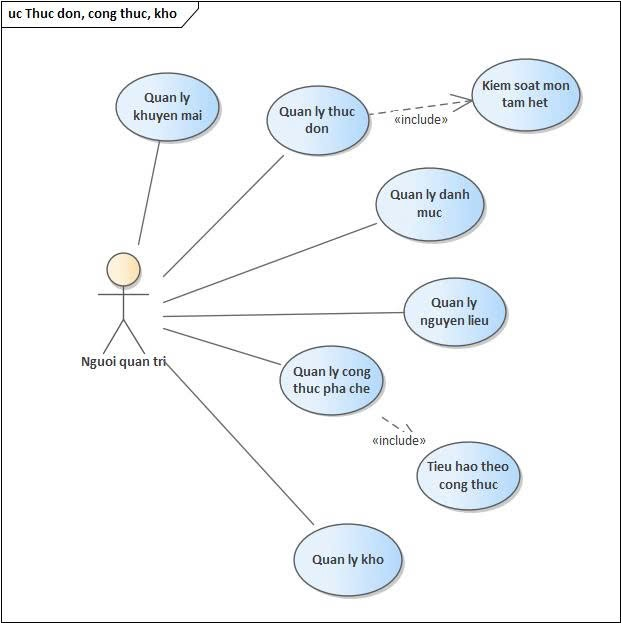 uc Thuc don, cong thuc, kho
Quan ly
khuyen mai
Quan ly thuc
don
«include»
Kiem soat mon
tam het
Quan ly danh
muc
Quan ly
nguyen lieu
Nguoi quan tri
Quan ly cong
thuc pha che
«include»
Tieu hao theo
cong thuc
Quan ly kho